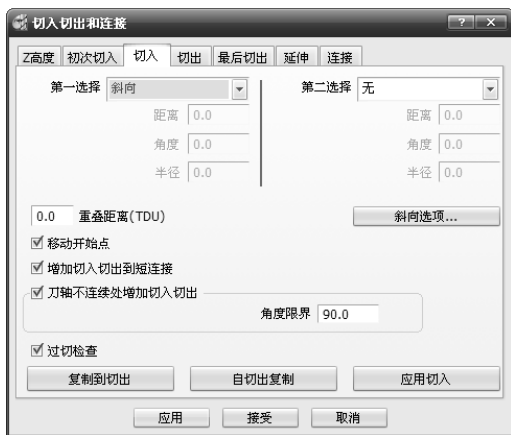 切入切出和连接
Z高度 初次切入 切入 切出 最后切出 延伸 连接
第一选择 斜向 第二选择 无
距离 0.0 距离 0.0
角度 0.0 角度 0.0
半径 0.0 半径 0.0
0.0 重叠距离(TDU) 斜向选项...
移动开始点
增加切入切出到短连接
刀轴不连续处增加切入切出
角度限界 90.0
过切检查
复制到切出 自切出复制 应用切入
应用 接受 取消